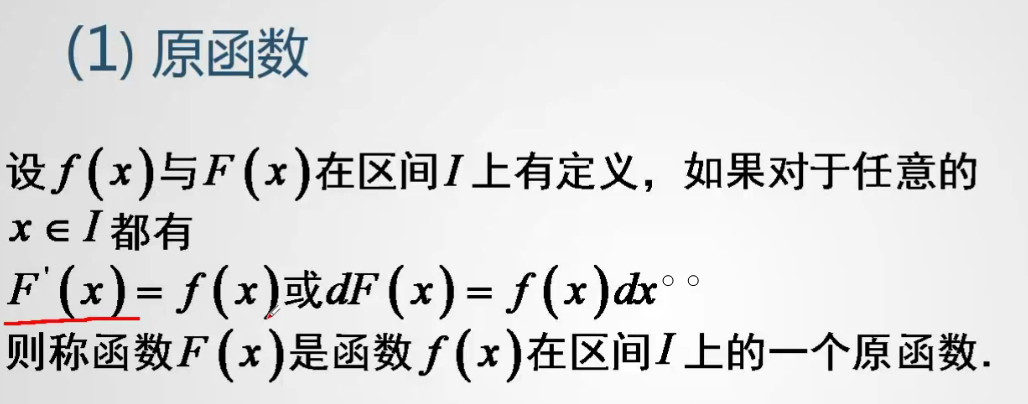 (1) 原函数
设f(x)与F(x)在区间I上有定义，如果对于任意的
x∈I都有
F'(x)=f(x)或dF(x)=f(x)dx°°
则称函数F(x)是函数f(x)在区间I上的一个原函数.